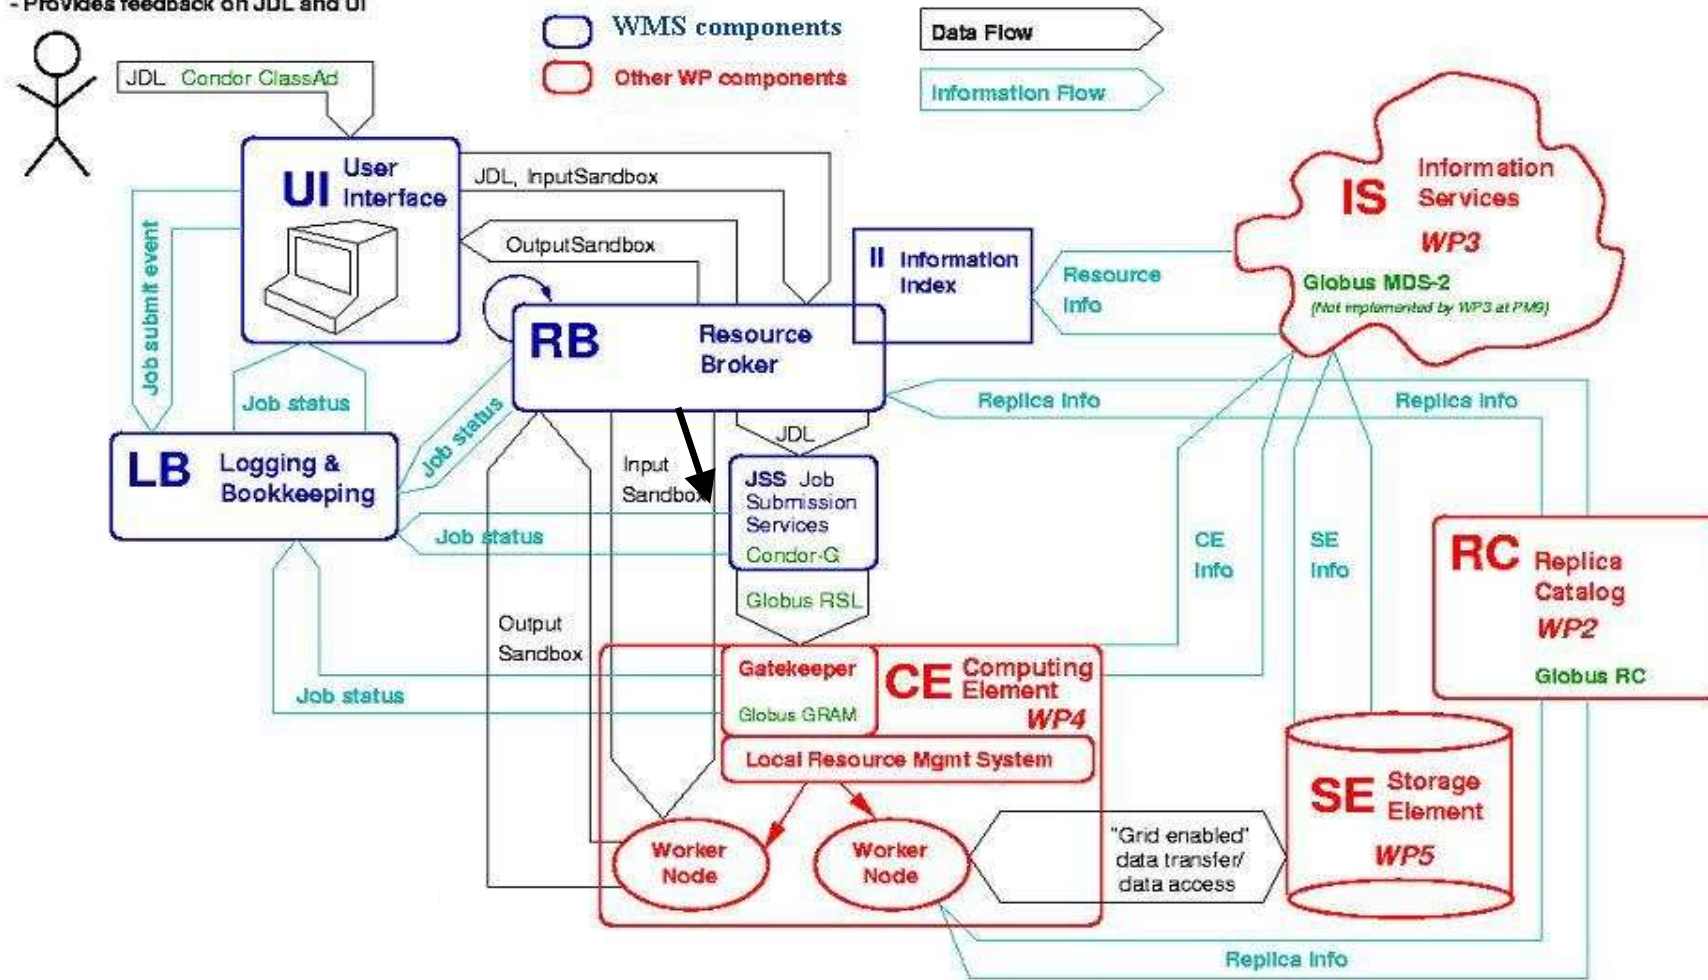 - Provides feedback on JDL and UI
WMS components
Other WP components
Data Flow
Information Flow
JDL Condor ClassAd
UI User
Interface
JDL, InputSandbox
OutputSandbox
Job submit event
II Information
Index
Resource
Info
IS Information
Services
WP3
Globus MDS-2
(Not implemented by WP3 at PM9)
RB Resource
Broker
Job status
Job status
Replica Info
Replica Info
LB Logging &
Bookkeeping
JDL
Input
Sandbox
JSS Job
Submission
Services
Condor-G
Job status
CE
Info
SE
Info
RC Replica
Catalog
WP2
Globus RC
Globus RSL
Output
Sandbox
Job status
Gatekeeper
Globus GRAM
CE Computing
Element
WP4
Local Resource Mgmt System
Worker
Node
Worker
Node
"Grid enabled"
data transfer/
data access
SE Storage
Element
WP5
Replica Info